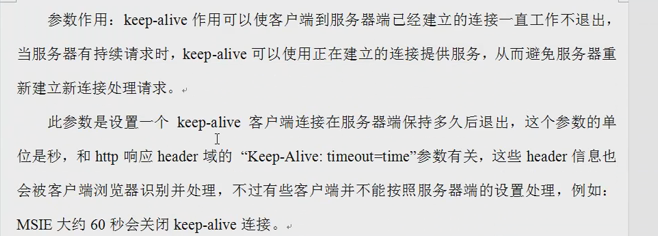 参数作用：keep-alive 作用可以使客户端到服务器端已经建立的连接一直工作不退出，
当服务器有持续请求时，keep-alive 可以使用正在建立的连接提供服务，从而避免服务器重
新建立新连接处理请求。
此参数是设置一个 keep-alive 客户端连接在服务器端保持多久后退出，这个参数的单
位是秒，和 http 响应 header 域的 “Keep-Alive: timeout=time”参数有关，这些 header 信息也
会被客户端浏览器识别并处理，不过有些客户端并不能按照服务器端的设置处理，例如：
MSIE 大约 60 秒会关闭 keep-alive 连接。